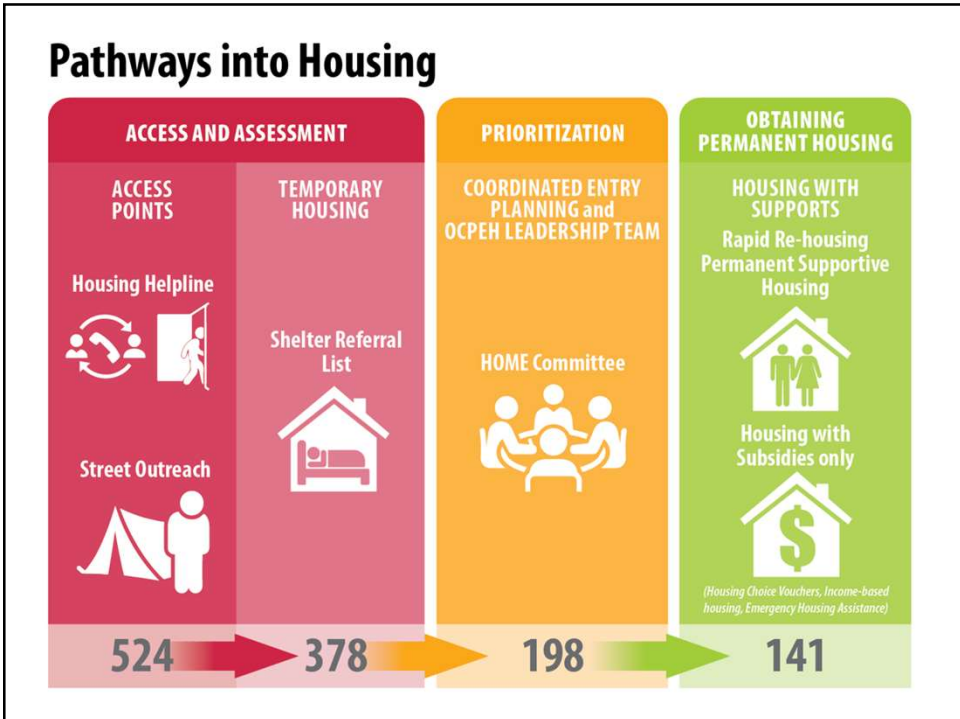 Pathways into Housing
ACCESS AND ASSESSMENT
ACCESS
POINTS
Housing Helpline
Street Outreach
524
TEMPORARY
HOUSING
Shelter Referral
List
378
PRIORITIZATION
COORDINATED ENTRY
PLANNING and
OCPEH LEADERSHIP TEAM
HOME Committee
198
OBTAINING
PERMANENT HOUSING
HOUSING WITH
SUPPORTS
Rapid Re-housing
Permanent Supportive
Housing
Housing with
Subsidies only
$
(Housing Choice Vouchers, Income-based
housing, Emergency Housing Assistance)
141